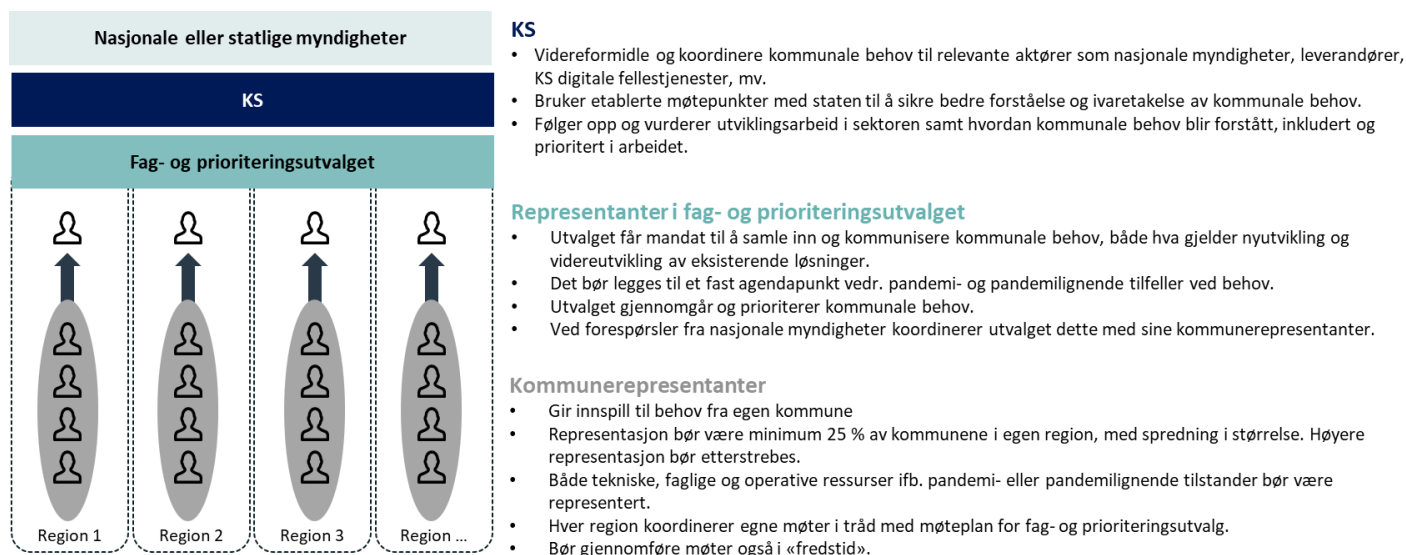 Nasjonale eller statlige myndigheter
KS
Fag- og prioriteringsutvalget
Region 1
Region 2
Region 3
Region ...
KS
• Videreformidle og koordinere kommunale behov til relevante aktører som nasjonale myndigheter, leverandører,
KS digitale fellestjenester, mv.
• Bruker etablerte møtepunkter med staten til å sikre bedre forståelse og ivaretakelse av kommunale behov.
• Følger opp og vurderer utviklingsarbeid i sektoren samt hvordan kommunale behov blir forstått, inkludert og
prioritert i arbeidet.
Representanter i fag- og prioriteringsutvalget
• Utvalget får mandat til å samle inn og kommunisere kommunale behov, både hva gjelder nyutvikling og
videreutvikling av eksisterende løsninger.
• Det bør legges til et fast agendapunkt vedr. pandemi- og pandemilignende tilfeller ved behov.
• Utvalget gjennomgår og prioriterer kommunale behov.
• Ved forespørsler fra nasjonale myndigheter koordinerer utvalget dette med sine kommunerepresentanter.
Kommunerepresentanter
• Gir innspill til behov fra egen kommune
• Representasjon bør være minimum 25 % av kommunene i egen region, med spredning i størrelse. Høyere
representasjon bør etterstrebes.
• Både tekniske, faglige og operative ressurser ifb. pandemi- eller pandemilignende tilstander bør være
representert.
• Hver region koordinerer egne møter i tråd med møteplan for fag- og prioriteringsutvalg.
• Bør gjennomføre møter også i «fredstid».